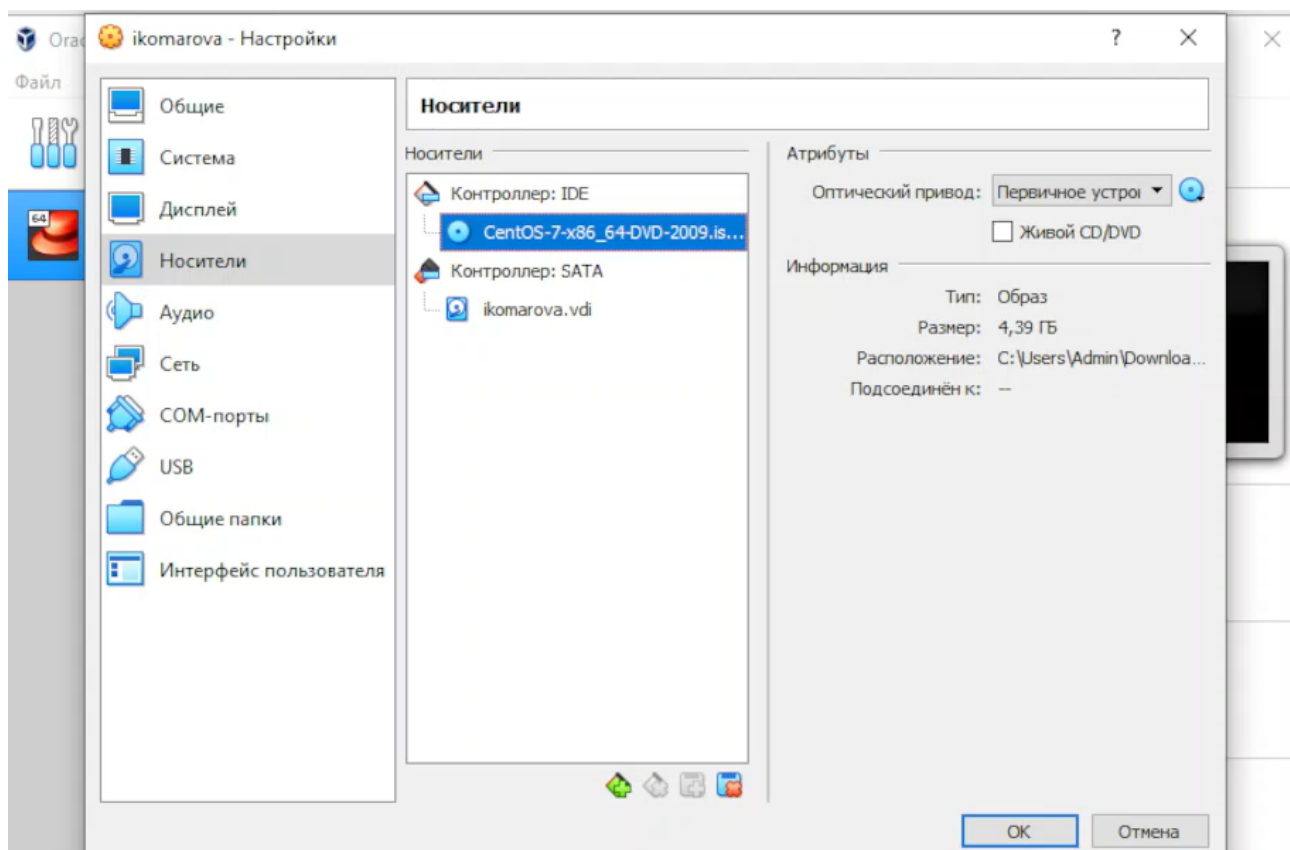 Orac
ikomarova - Настройки
?
Файл
64
Общие
Система
Дисплей
Носители
Аудио
Сеть
COM-порты
USB
Общие папки
Интерфейс пользователя
Носители
Носители
Контроллер: IDE
CentOS-7-x86_64-DVD-2009.is...
Контроллер: SATA
ikomarova.vdi
Атрибуты
Оптический привод: Первичное устрой
Живой CD/DVD
Информация
Тип: Образ
Размер: 4,39 ГБ
Расположение: C:\Users\Admin\Downloa...
Подсоединён к: --
OK
Отмена